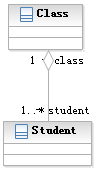 Class
1 class
1..* student
Student